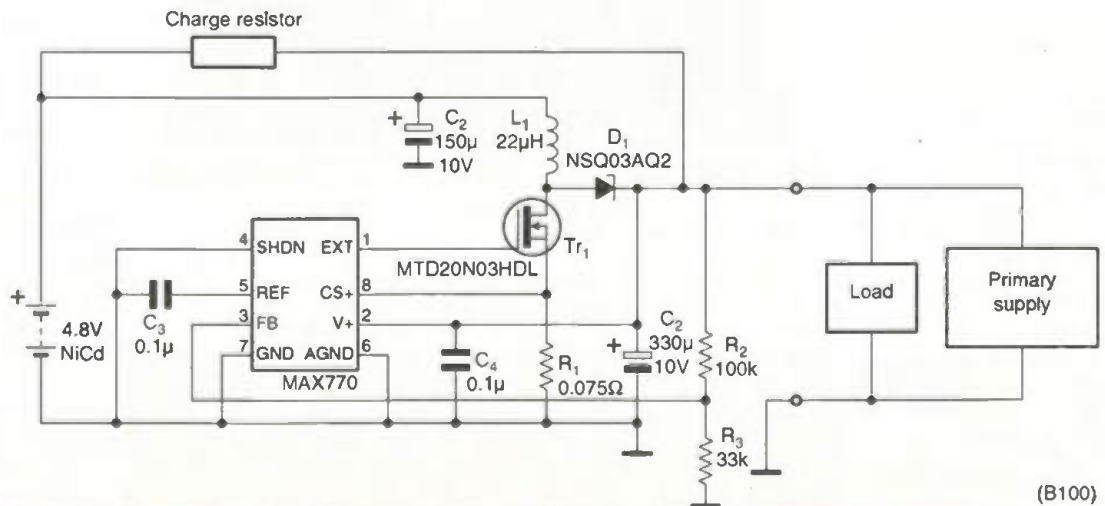 Charge resistor
+
C2
150µ
10V
L1
22µH
D1
NSQ03AQ2
Tr1
MTD20N03HDL
4 SHDN EXT 1
5 REF CS+ 8
3 FB V+ 2
7 GND AGND 6
MAX770
+
4.8V
NiCd
C3
0.1µ
C4
0.1µ
R1
0.075Ω
+
C2
330µ
10V
R2
100k
R3
33k
Load
Primary
supply
(B100)